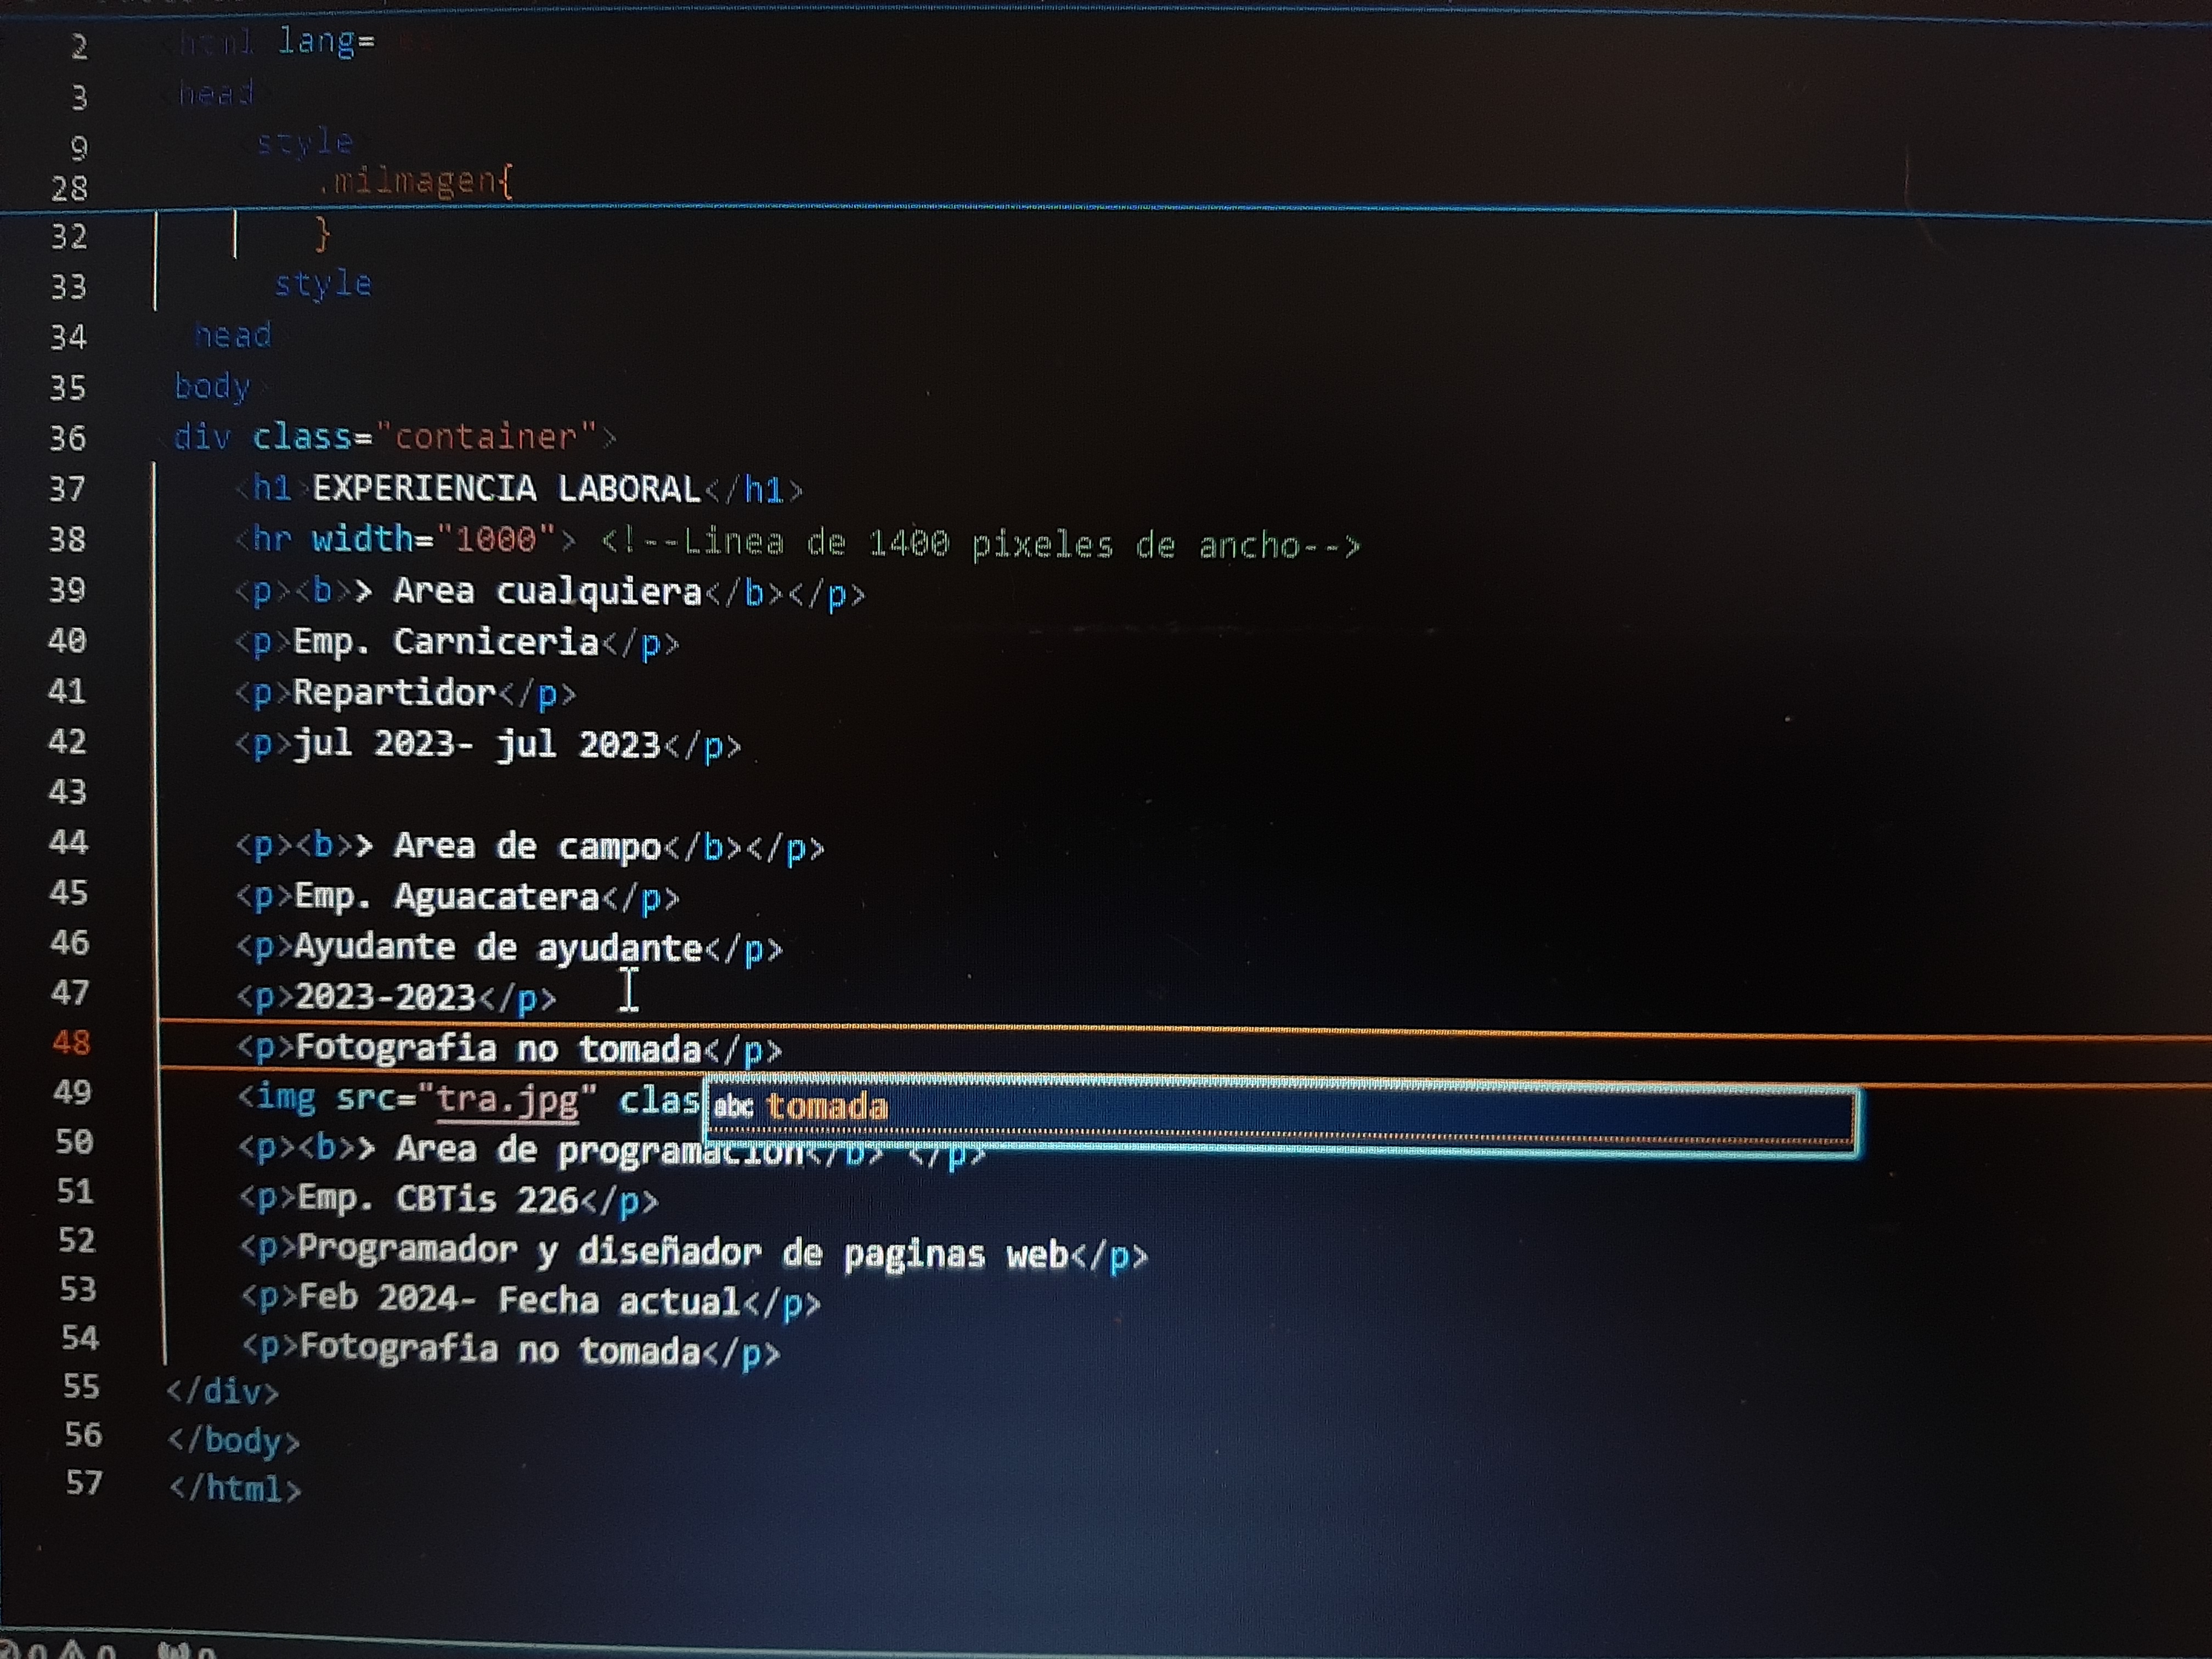 2 html lang=
3 head
9 style
28 .milmagen{
32 }
33 style
34 head
35 body
36 div class="container">
37 <h1>EXPERIENCIA LABORAL</h1>
38 <hr width="1000"> <!--Linea de 1400 pixeles de ancho-->
39 <p><b>> Area cualquiera</b></p>
40 <p>Emp. Carniceria</p>
41 <p>Repartidor</p>
42 <p>jul 2023- jul 2023</p>
43
44 <p><b>> Area de campo</b></p>
45 <p>Emp. Aguacatera</p>
46 <p>Ayudante de ayudante</p>
47 <p>2023-2023</p>
48 <p>Fotografia no tomada</p>
49 <img src="tra.jpg" clas
abc tomada
50 <p><b>> Area de programacion</b> </p>
51 <p>Emp. CBTis 226</p>
52 <p>Programador y diseñador de paginas web</p>
53 <p>Feb 2024- Fecha actual</p>
54 <p>Fotografia no tomada</p>
55 </div>
56 </body>
57 </html>